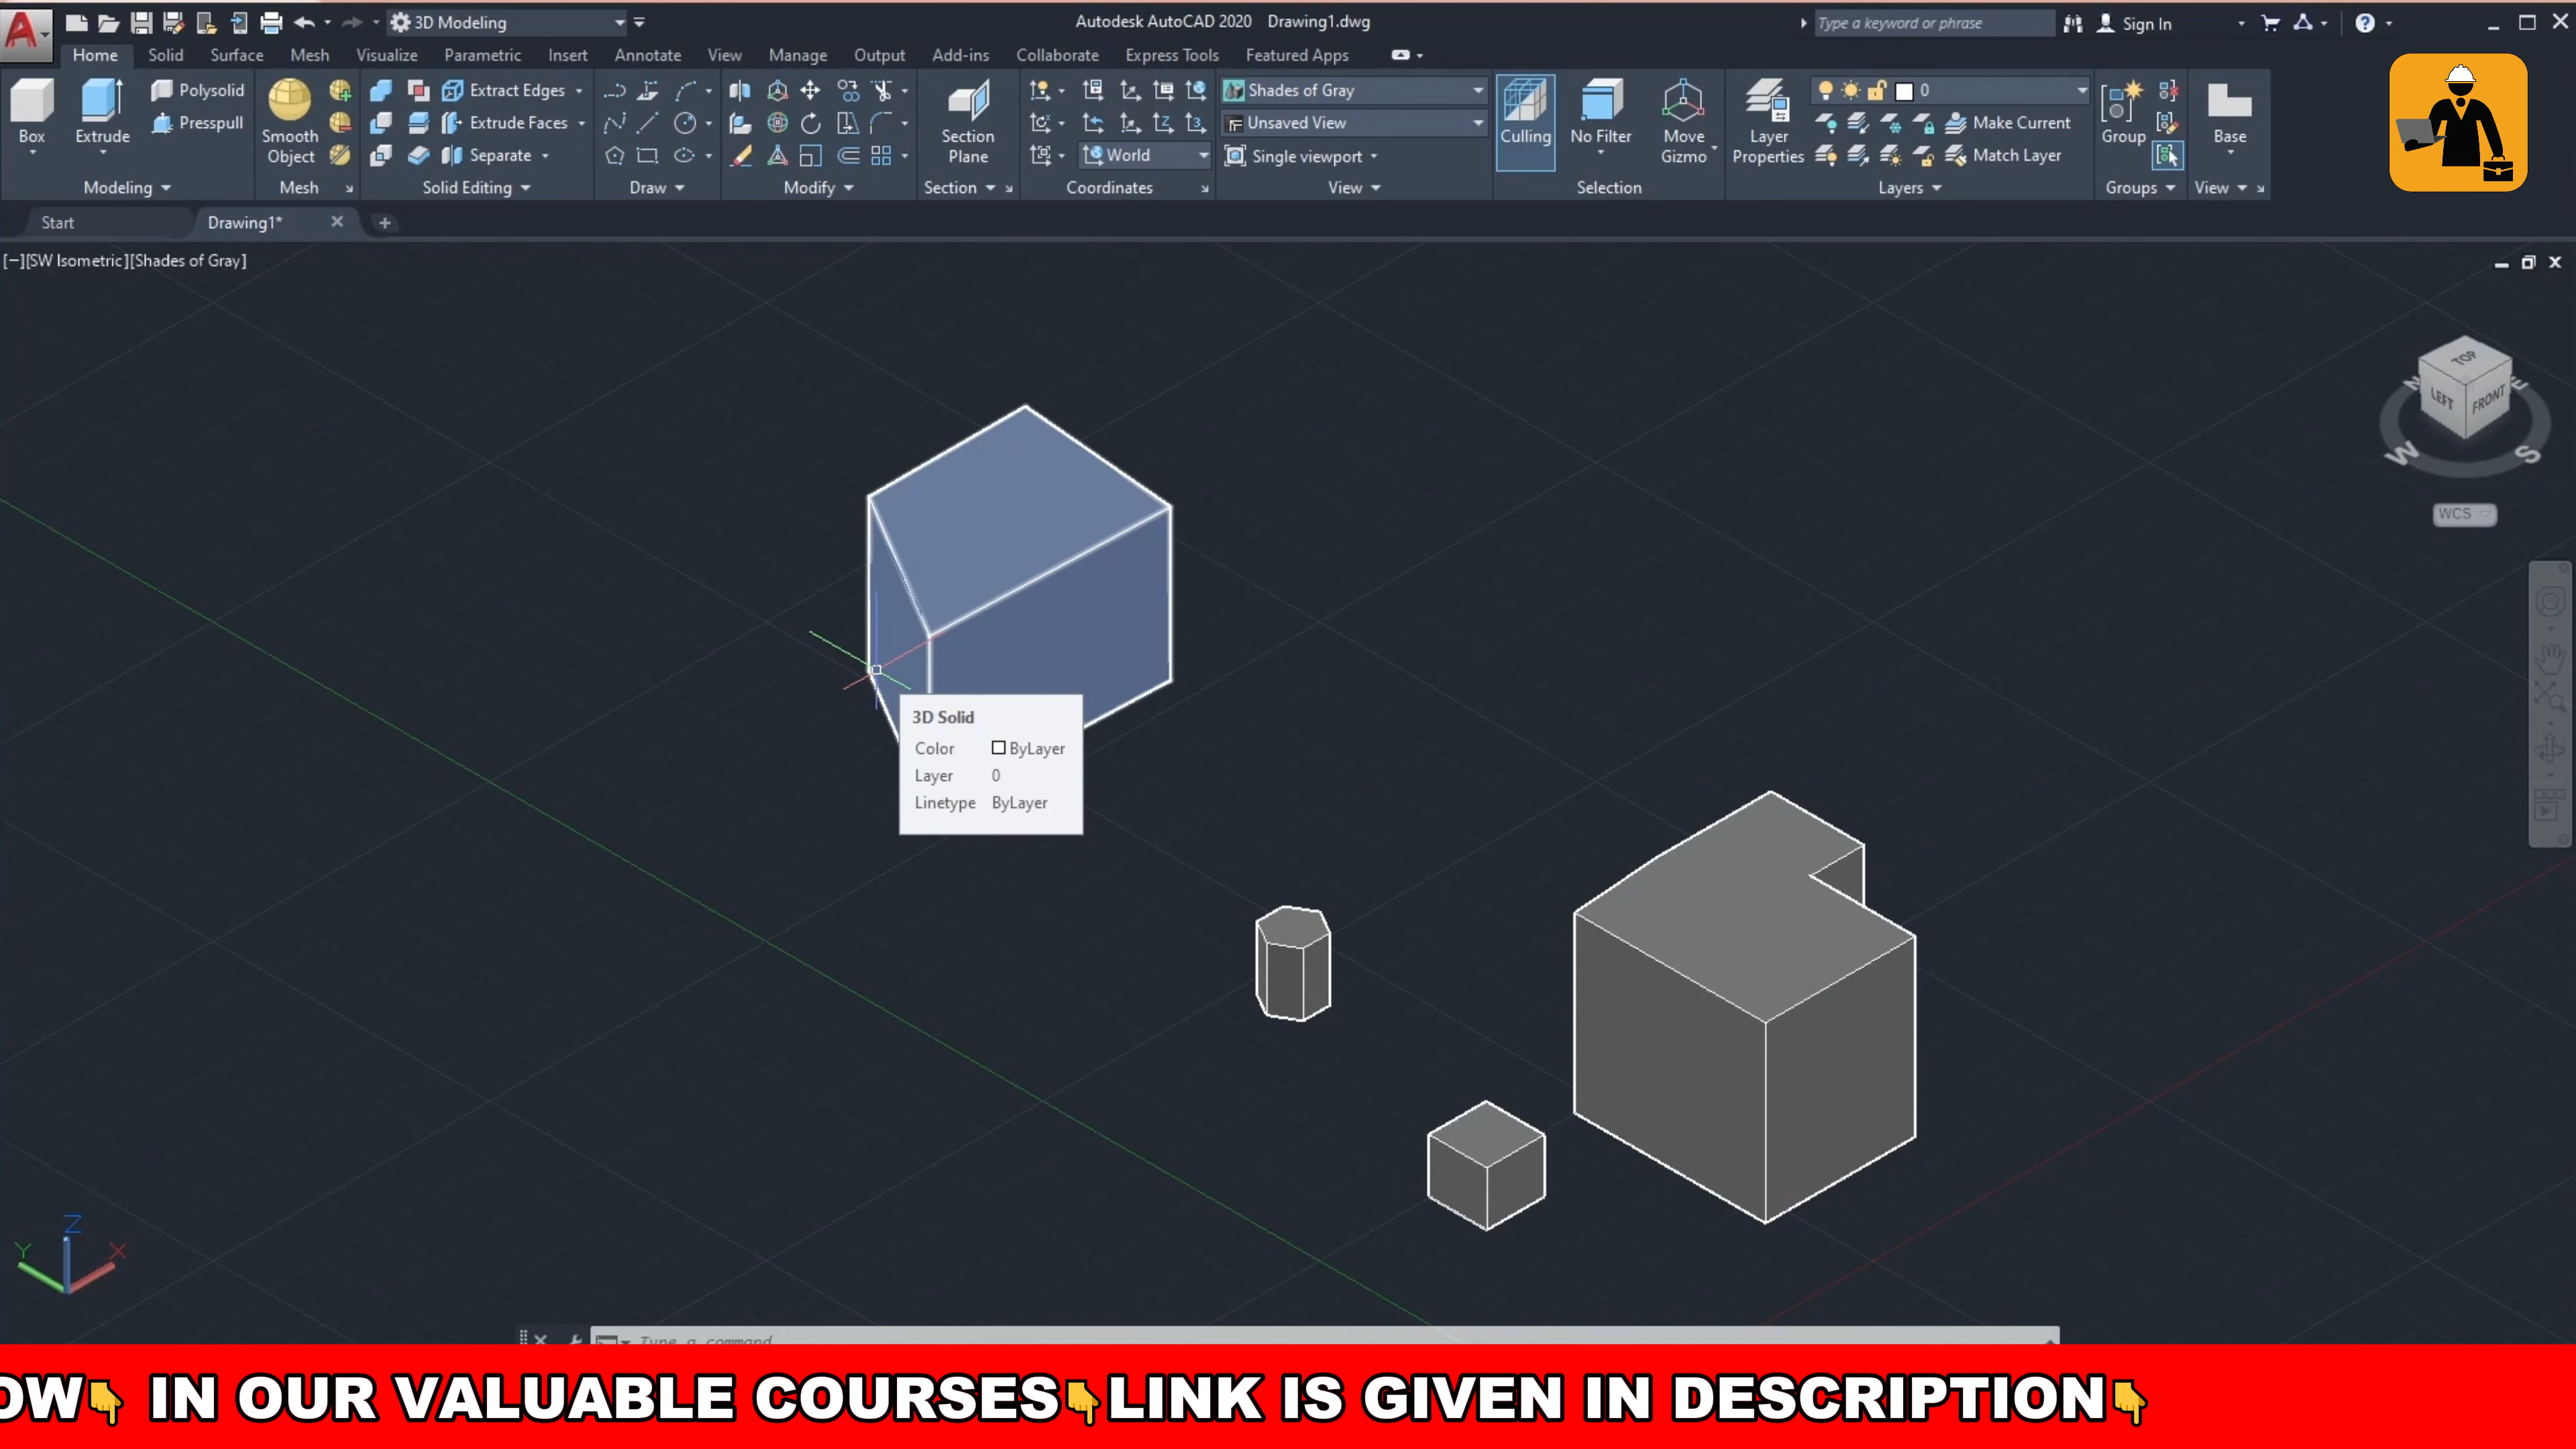 3D Modeling
Autodesk AutoCAD 2020 Drawing1.dwg
Type a keyword or phrase
Sign In
Home Solid Surface Mesh Visualize Parametric Insert Annotate View Manage Output Add-ins Collaborate Express Tools Featured Apps
Box
Extrude
Polysolid
Presspull
Modeling
Smooth
Object
Mesh
Extract Edges
Extrude Faces
Separate
Solid Editing
Draw
Modify
Section
Plane
Section
World
Coordinates
Shades of Gray
Unsaved View
Single viewport
View
Culling
No Filter
Move
Gizmo
Selection
Layer
Properties
0
Make Current
Match Layer
Layers
Group
Groups
Base
View
Start
Drawing1*
[−][SW Isometric][Shades of Gray]
TOP
LEFT
FRONT
N
E
W
S
WCS
3D Solid
Color ByLayer
Layer 0
Linetype ByLayer
Z
Y
X
Type a command
OW👇 IN OUR VALUABLE COURSES👇LINK IS GIVEN IN DESCRIPTION👇